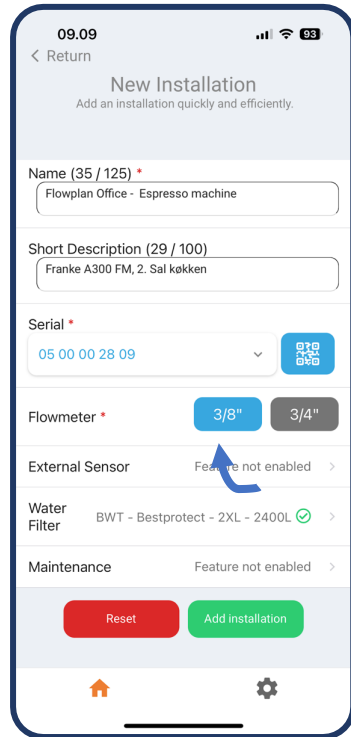 09.09 93
Return
New Installation
Add an installation quickly and efficiently.
Name (35 / 125) *
Flowplan Office - Espresso machine
Short Description (29 / 100)
Franke A300 FM, 2. Sal køkken
Serial *
05 00 00 28 09
Flowmeter * 3/8" 3/4"
External Sensor Feature not enabled
Water
Filter BWT - Bestprotect - 2XL - 2400L
Maintenance Feature not enabled
Reset Add installation